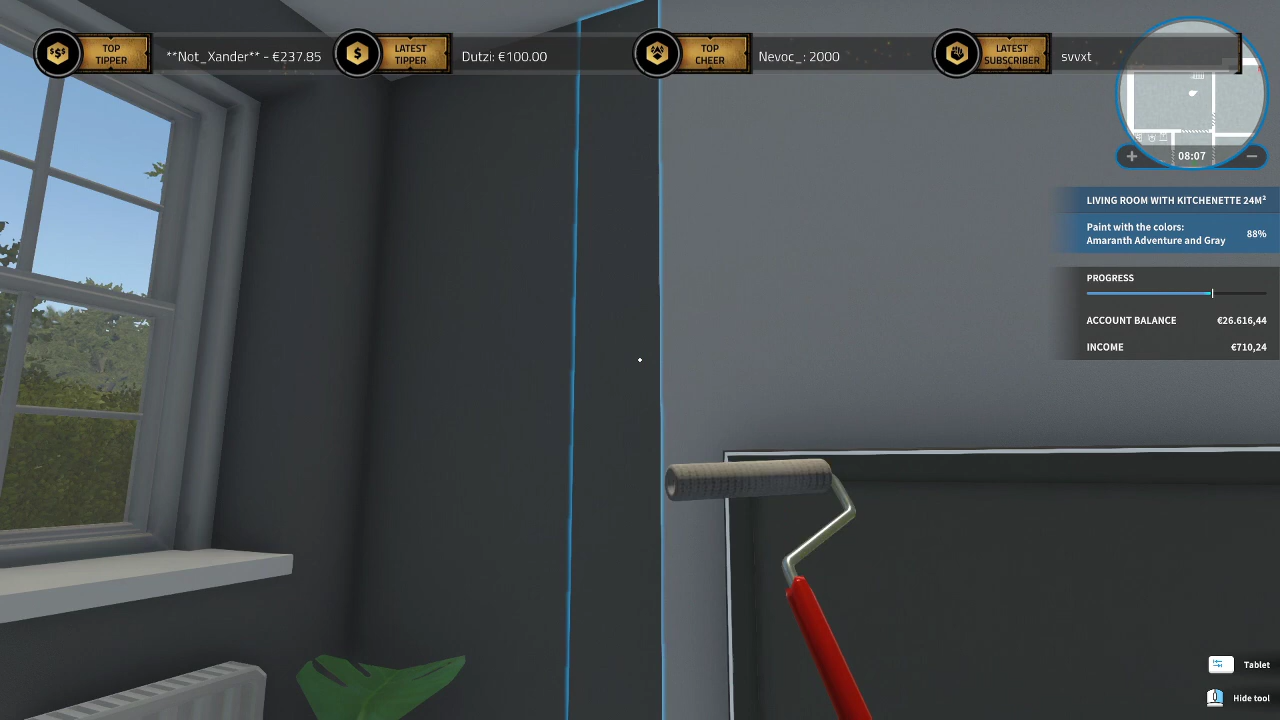 TOP
TIPPER
**Not_Xander** - €237.85
LATEST
TIPPER
Dutzi: €100.00
TOP
CHEER
Nevoc_: 2000
LATEST
SUBSCRIBER
svvxt
+ 08:07 −
LIVING ROOM WITH KITCHENETTE 24M²
Paint with the colors:
Amaranth Adventure and Gray
88%
PROGRESS
ACCOUNT BALANCE €26.616,44
INCOME €710,24
Tablet
Hide tool